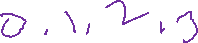 0, 1, 2, 3